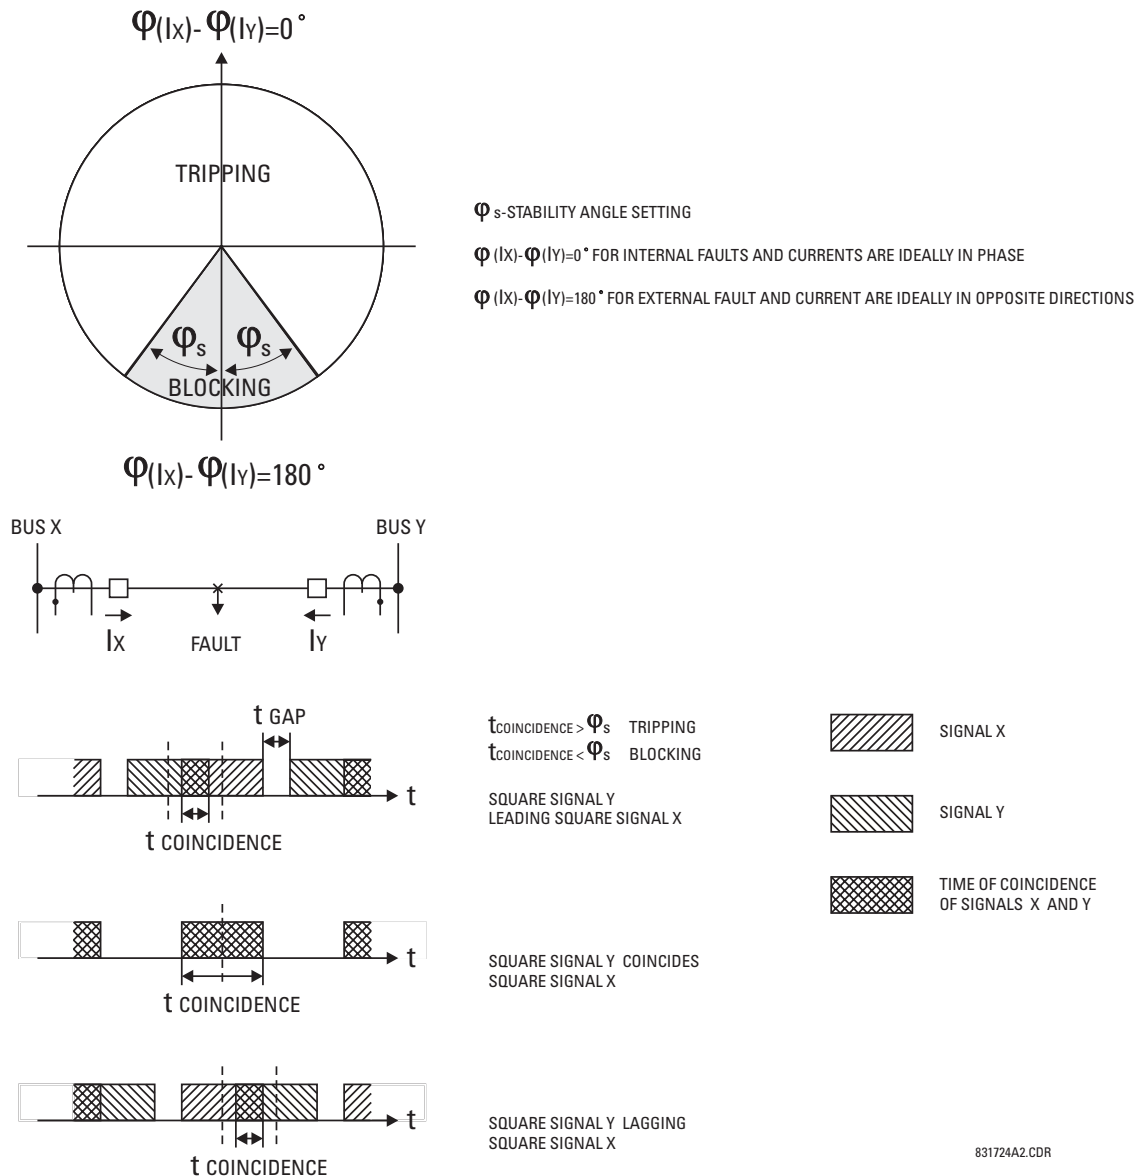 φ(IX)- φ(IY)=0°
TRIPPING
φs-STABILITY ANGLE SETTING
φ(IX)-φ(IY)=0° FOR INTERNAL FAULTS AND CURRENTS ARE IDEALLY IN PHASE
φ(IX)-φ(IY)=180° FOR EXTERNAL FAULT AND CURRENT ARE IDEALLY IN OPPOSITE DIRECTIONS
φs φs
BLOCKING
φ(IX)- φ(IY)=180°
BUS X BUS Y
IX FAULT IY
t GAP
t
t COINCIDENCE
tCOINCIDENCE > φs TRIPPING
tCOINCIDENCE < φs BLOCKING
SQUARE SIGNAL Y
LEADING SQUARE SIGNAL X
SIGNAL X
SIGNAL Y
TIME OF COINCIDENCE
OF SIGNALS X AND Y
t
t COINCIDENCE
SQUARE SIGNAL Y COINCIDES
SQUARE SIGNAL X
t
t COINCIDENCE
SQUARE SIGNAL Y LAGGING
SQUARE SIGNAL X
831724A2.CDR